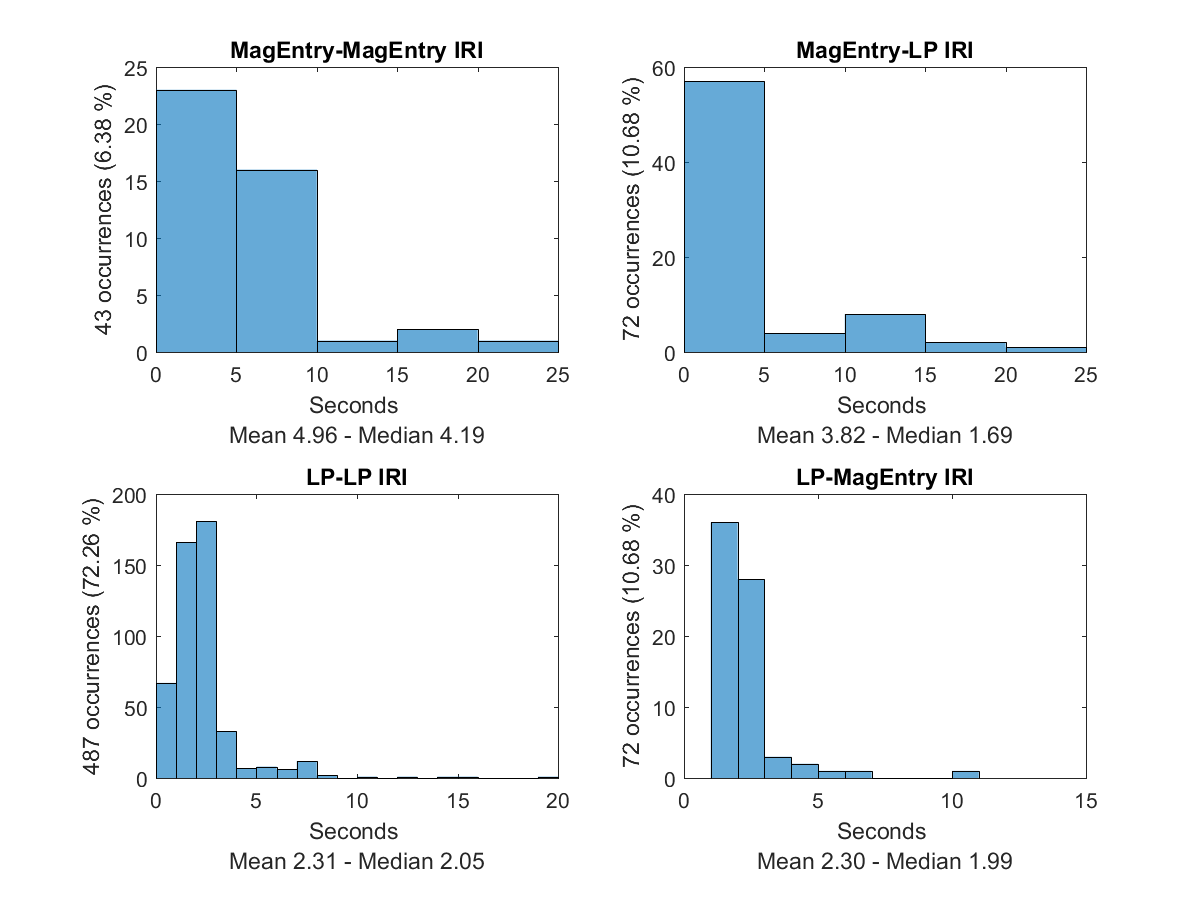 MagEntry-MagEntry IRI
43 occurrences (6.38 %)
25
20
15
10
5
0
0 5 10 15 20 25
Seconds
Mean 4.96 - Median 4.19
MagEntry-LP IRI
72 occurrences (10.68 %)
60
40
20
0
0 5 10 15 20 25
Seconds
Mean 3.82 - Median 1.69
LP-LP IRI
487 occurrences (72.26 %)
200
150
100
50
0
0 5 10 15 20
Seconds
Mean 2.31 - Median 2.05
LP-MagEntry IRI
72 occurrences (10.68 %)
40
30
20
10
0
0 5 10 15
Seconds
Mean 2.30 - Median 1.99